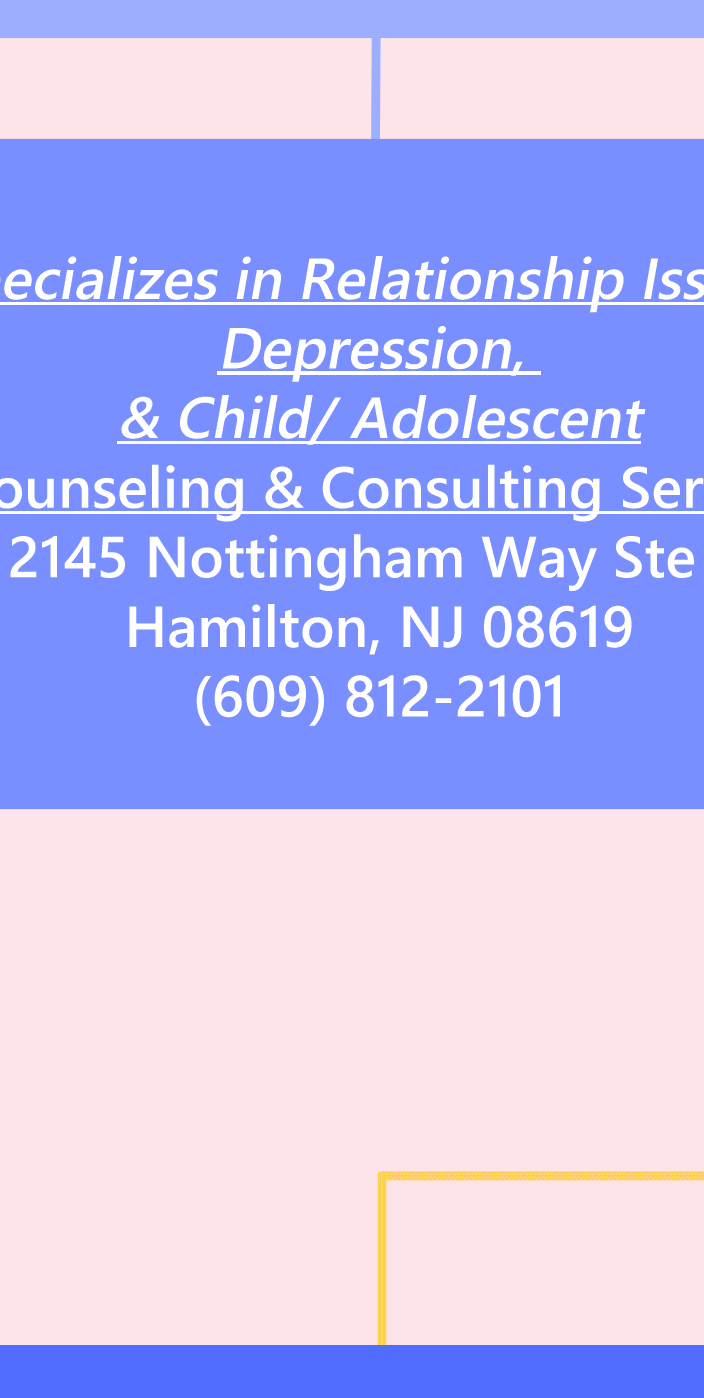 ecializes in Relationship Iss
Depression,
& Child/ Adolescent
ounseling & Consulting Ser
2145 Nottingham Way Ste
Hamilton, NJ 08619
(609) 812-2101